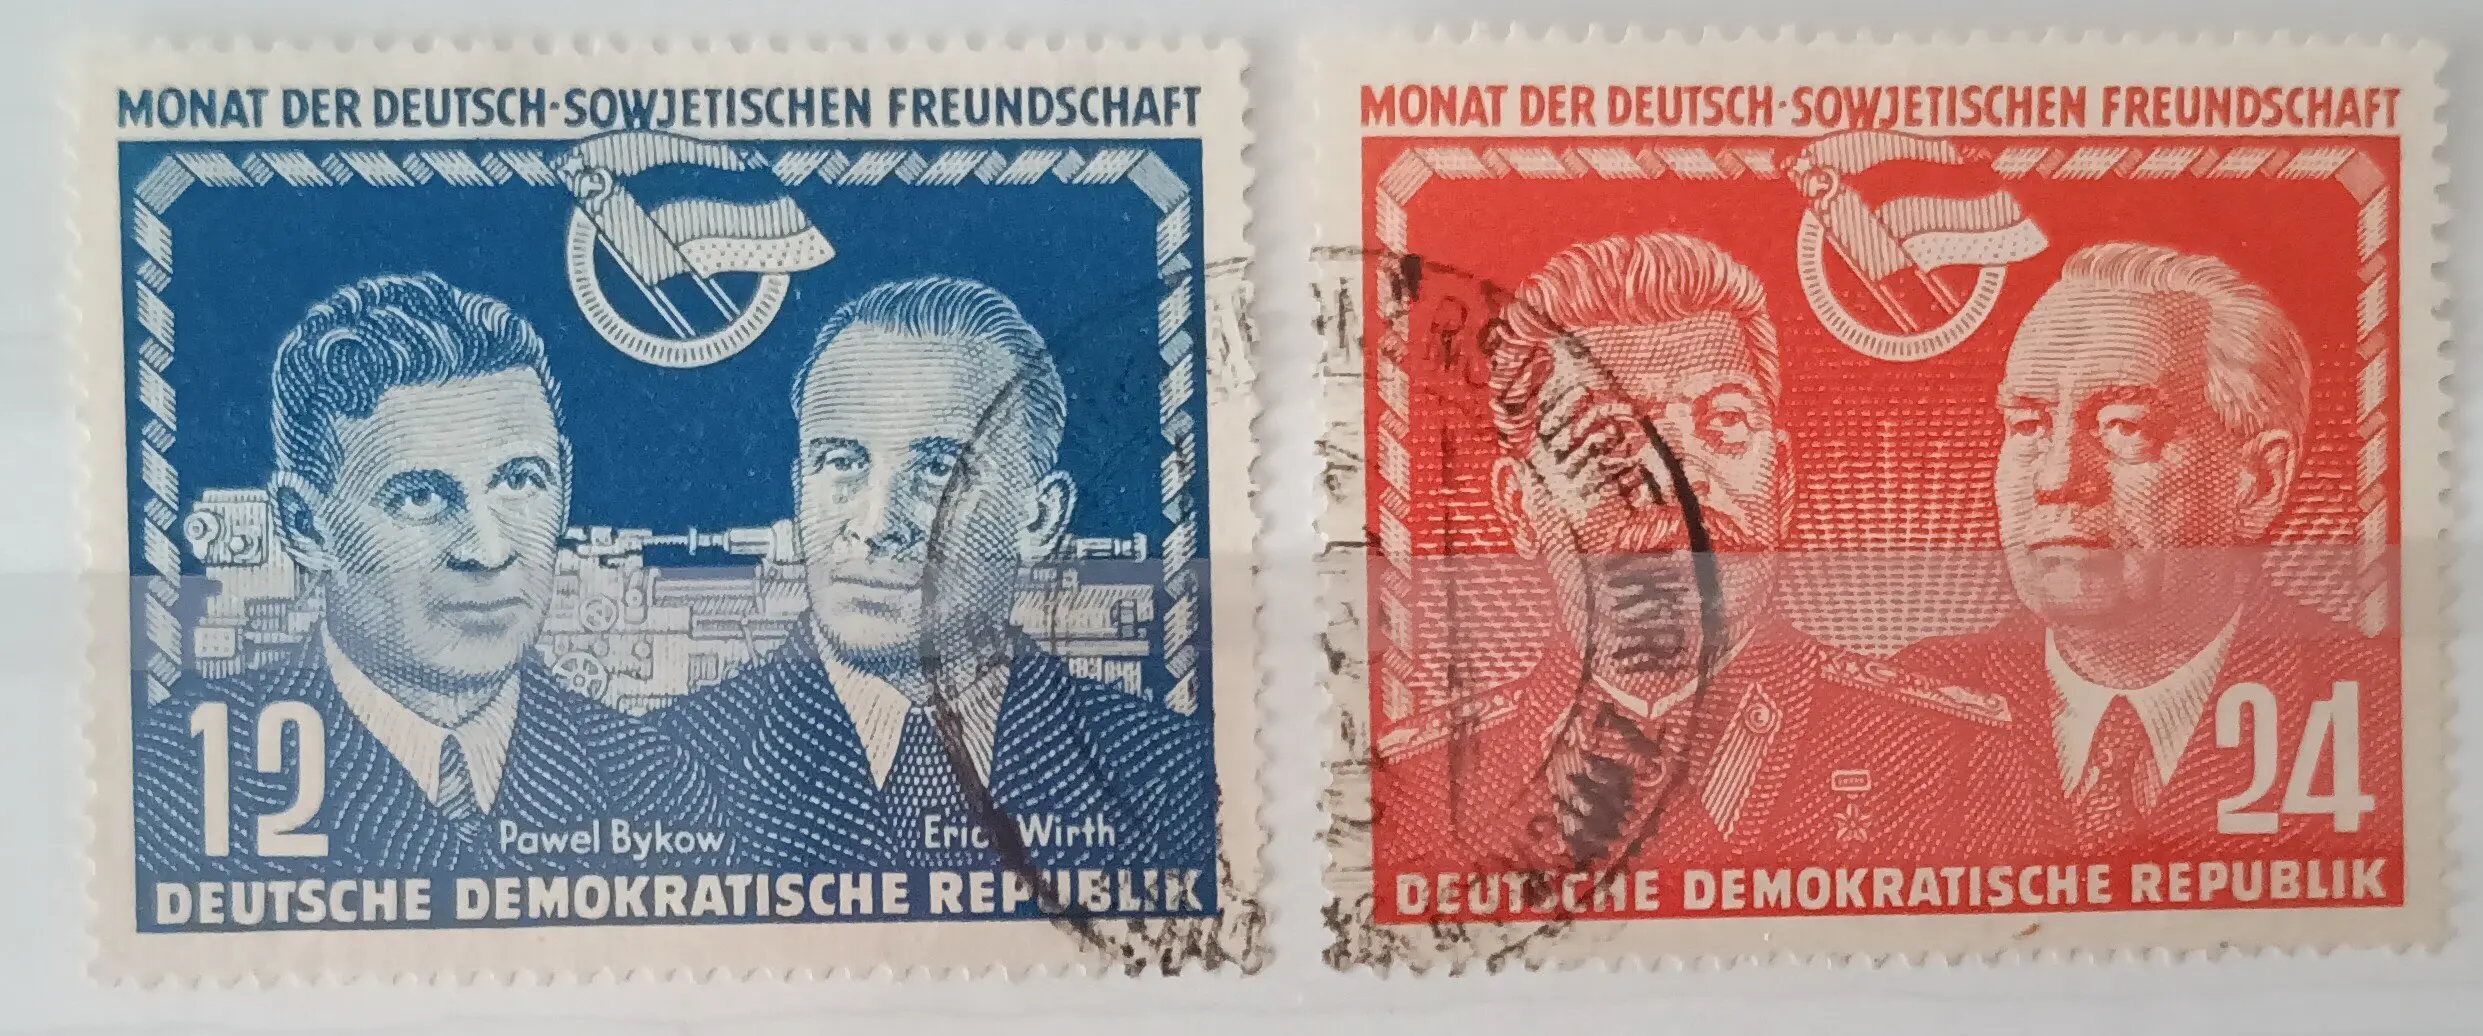 MONAT DER DEUTSCH-SOWJETISCHEN FREUNDSCHAFT
12
Pawel Bykow
Erich Wirth
DEUTSCHE DEMOKRATISCHE REPUBLIK
MONAT DER DEUTSCH-SOWJETISCHEN FREUNDSCHAFT
24
DEUTSCHE DEMOKRATISCHE REPUBLIK